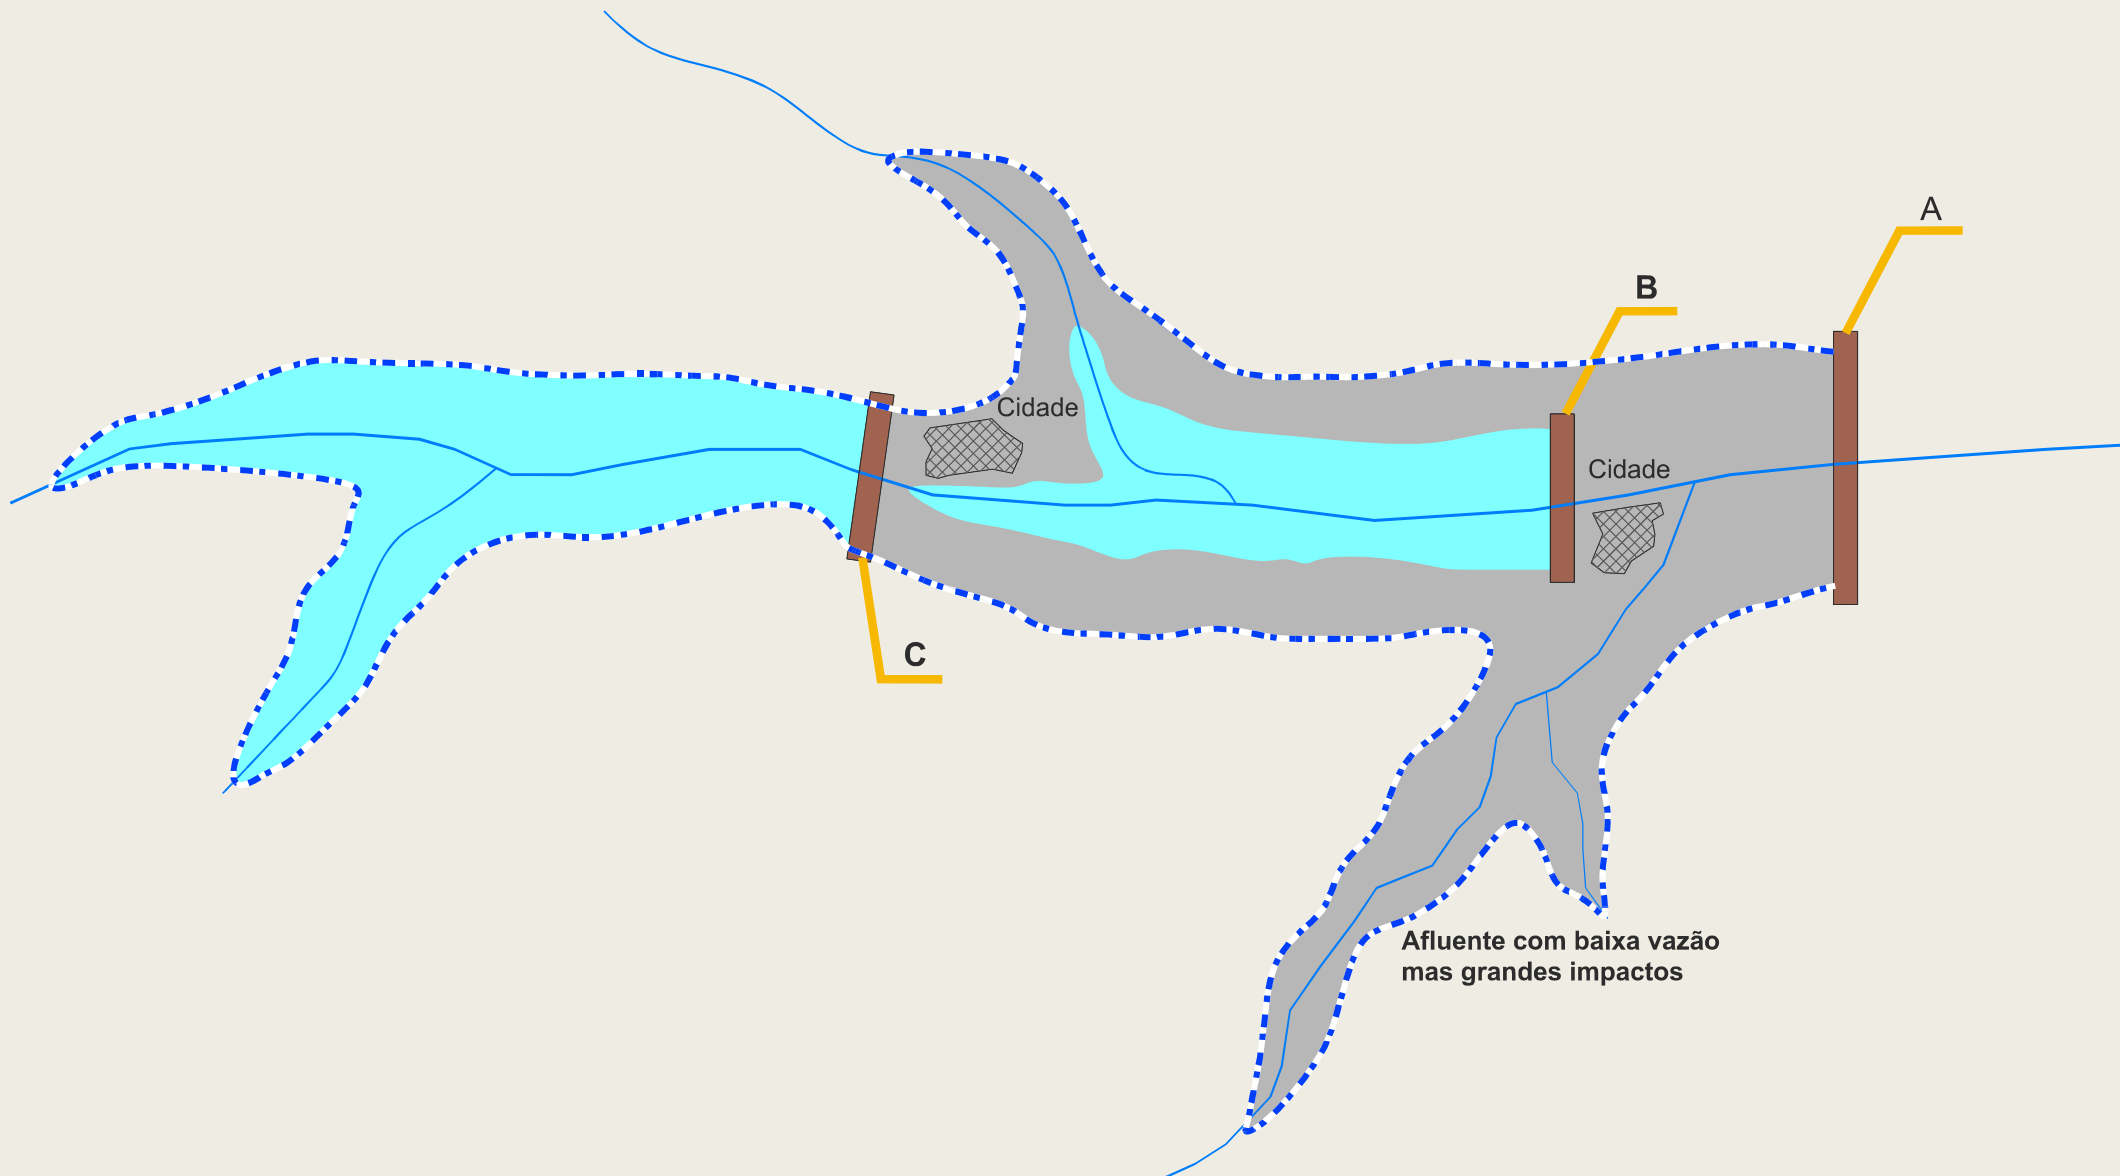 A
B
Cidade
Cidade
C
Afluente com baixa vazão
mas grandes impactos